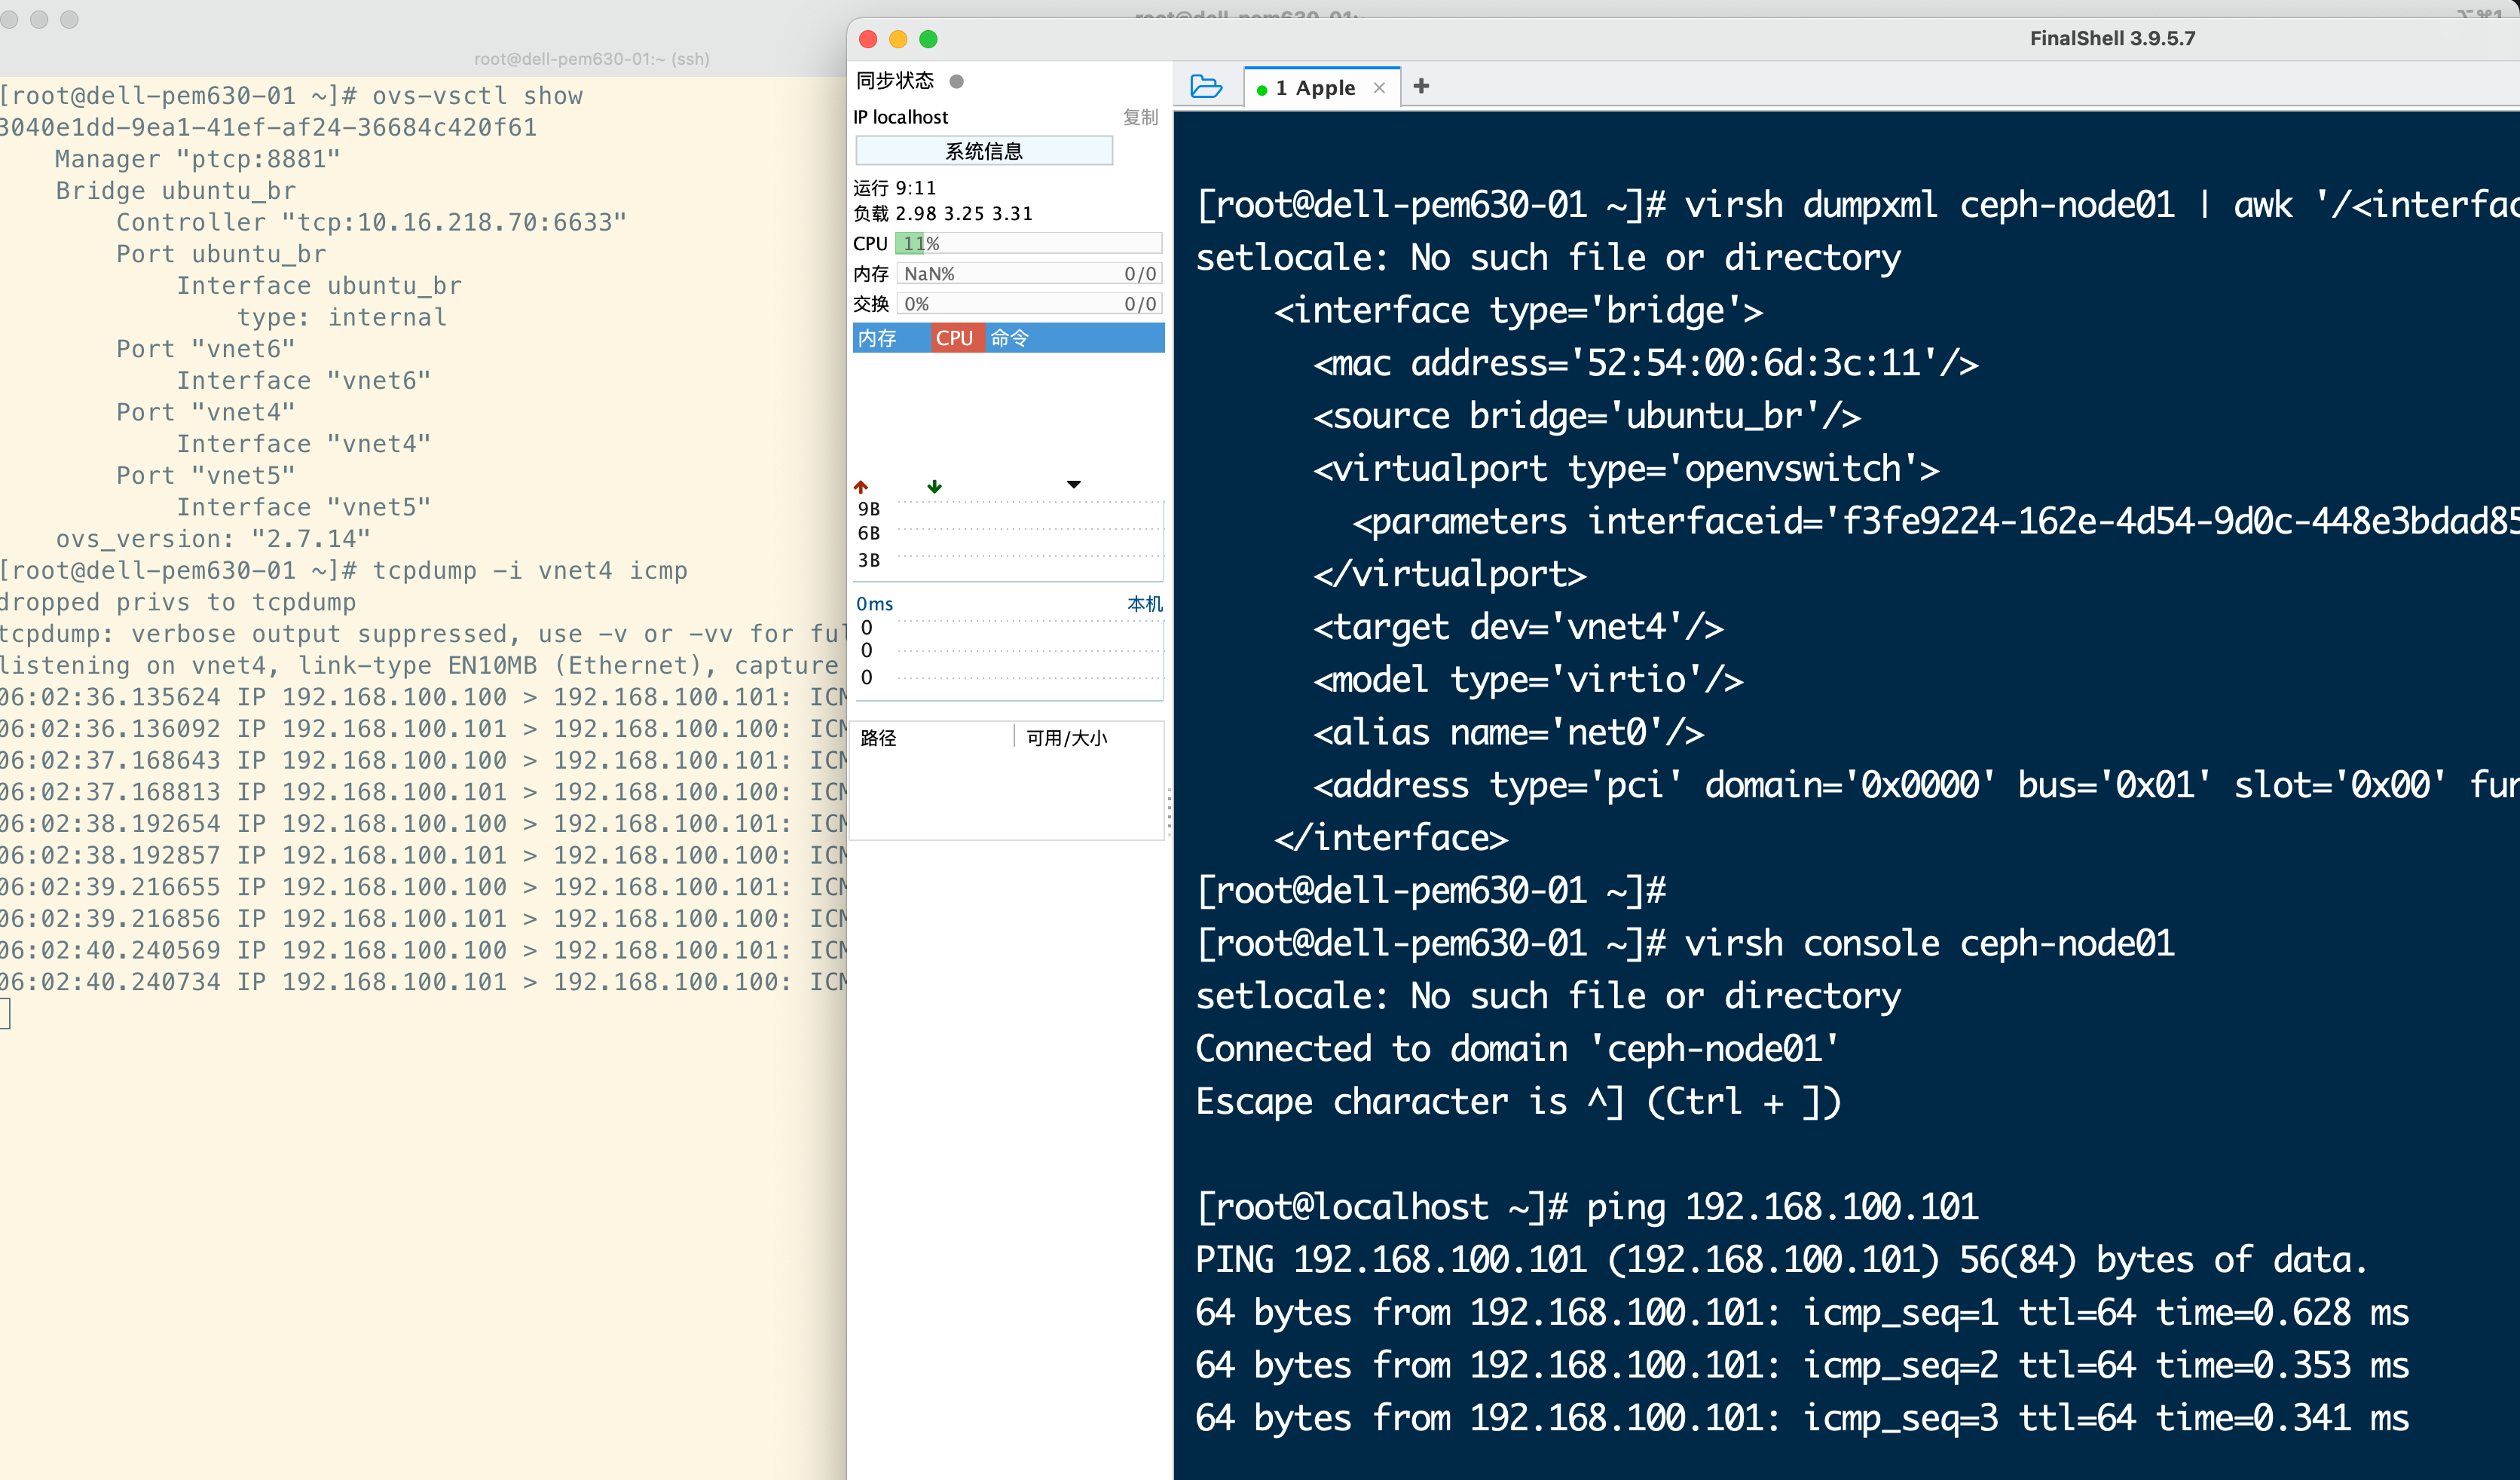 root@dell-pem630-01:~ (ssh)
[root@dell-pem630-01 ~]# ovs-vsctl show
3040e1dd-9ea1-41ef-af24-36684c420f61
    Manager "ptcp:8881"
    Bridge ubuntu_br
        Controller "tcp:10.16.218.70:6633"
        Port ubuntu_br
            Interface ubuntu_br
                type: internal
        Port "vnet6"
            Interface "vnet6"
        Port "vnet4"
            Interface "vnet4"
        Port "vnet5"
            Interface "vnet5"
    ovs_version: "2.7.14"
[root@dell-pem630-01 ~]# tcpdump -i vnet4 icmp
dropped privs to tcpdump
tcpdump: verbose output suppressed, use -v or -vv for ful
listening on vnet4, link-type EN10MB (Ethernet), capture
06:02:36.135624 IP 192.168.100.100 > 192.168.100.101: ICM
06:02:36.136092 IP 192.168.100.101 > 192.168.100.100: ICM
06:02:37.168643 IP 192.168.100.100 > 192.168.100.101: ICM
06:02:37.168813 IP 192.168.100.101 > 192.168.100.100: ICM
06:02:38.192654 IP 192.168.100.100 > 192.168.100.101: ICM
06:02:38.192857 IP 192.168.100.101 > 192.168.100.100: ICM
06:02:39.216655 IP 192.168.100.100 > 192.168.100.101: ICM
06:02:39.216856 IP 192.168.100.101 > 192.168.100.100: ICM
06:02:40.240569 IP 192.168.100.100 > 192.168.100.101: ICM
06:02:40.240734 IP 192.168.100.101 > 192.168.100.100: ICM
FinalShell 3.9.5.7
同步状态
IP localhost 复制
系统信息
运行 9:11
负载 2.98 3.25 3.31
CPU 11%
内存 NaN% 0/0
交换 0% 0/0
内存 CPU 命令
9B
6B
3B
0ms 本机
0
0
0
路径 可用/大小
1 Apple × +
[root@dell-pem630-01 ~]# virsh dumpxml ceph-node01 | awk '/<interfac
setlocale: No such file or directory
    <interface type='bridge'>
      <mac address='52:54:00:6d:3c:11'/>
      <source bridge='ubuntu_br'/>
      <virtualport type='openvswitch'>
        <parameters interfaceid='f3fe9224-162e-4d54-9d0c-448e3bdad85
      </virtualport>
      <target dev='vnet4'/>
      <model type='virtio'/>
      <alias name='net0'/>
      <address type='pci' domain='0x0000' bus='0x01' slot='0x00' fun
    </interface>
[root@dell-pem630-01 ~]#
[root@dell-pem630-01 ~]# virsh console ceph-node01
setlocale: No such file or directory
Connected to domain 'ceph-node01'
Escape character is ^] (Ctrl + ])
[root@localhost ~]# ping 192.168.100.101
PING 192.168.100.101 (192.168.100.101) 56(84) bytes of data.
64 bytes from 192.168.100.101: icmp_seq=1 ttl=64 time=0.628 ms
64 bytes from 192.168.100.101: icmp_seq=2 ttl=64 time=0.353 ms
64 bytes from 192.168.100.101: icmp_seq=3 ttl=64 time=0.341 ms